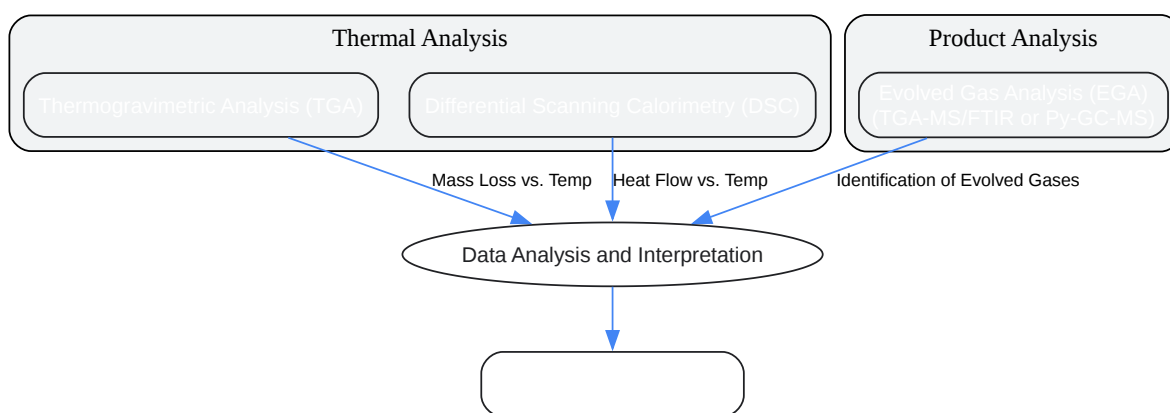 Thermal Analysis
Product Analysis
Thermogravimetric Analysis (TGA)
Differential Scanning Calorimetry (DSC)
Evolved Gas Analysis (EGA)
(TGA-MS/FTIR or Py-GC-MS)
Mass Loss vs. Temp
Heat Flow vs. Temp
Identification of Evolved Gases
Data Analysis and Interpretation